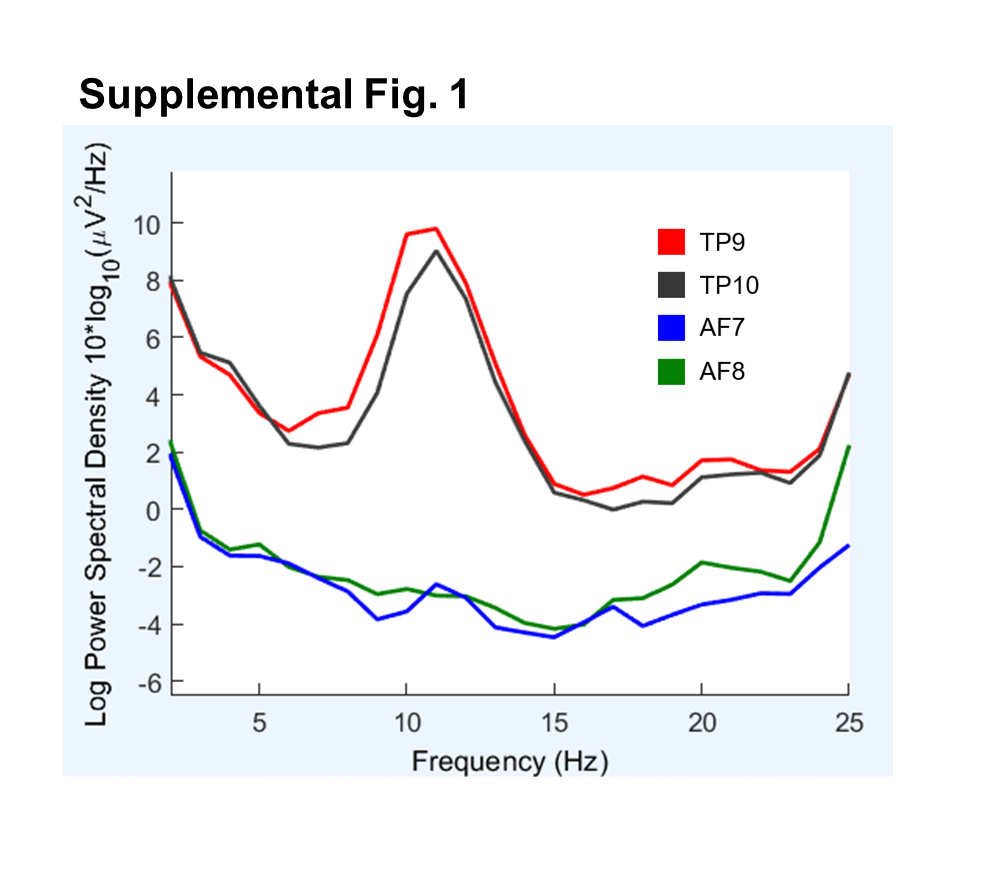 Supplemental Fig. 1
Log Power Spectral Density 10*log10(μV2/Hz)
10
8
6
4
2
0
-2
-4
-6
TP9
TP10
AF7
AF8
5 10 15 20 25
Frequency (Hz)